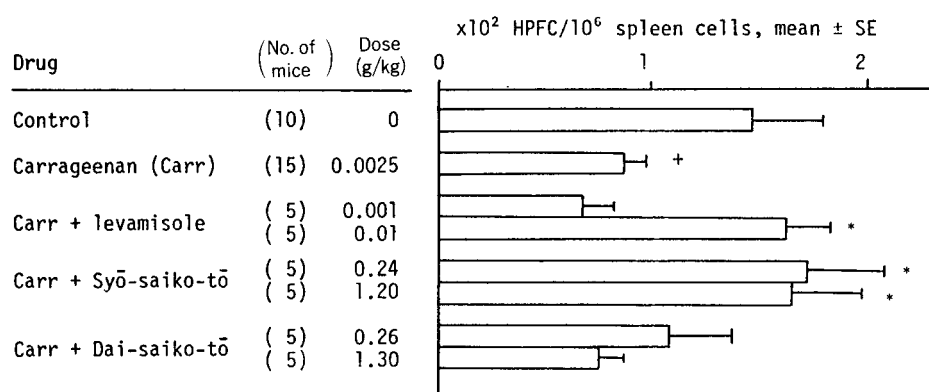 x10² HPFC/10⁶ spleen cells, mean ± SE
Drug (No. of mice) Dose (g/kg) 0 1 2
Control (10) 0
Carrageenan (Carr) (15) 0.0025 +
Carr + levamisole ( 5) 0.001
( 5) 0.01 *
Carr + Syō-saiko-tō ( 5) 0.24 *
( 5) 1.20 *
Carr + Dai-saiko-tō ( 5) 0.26
( 5) 1.30